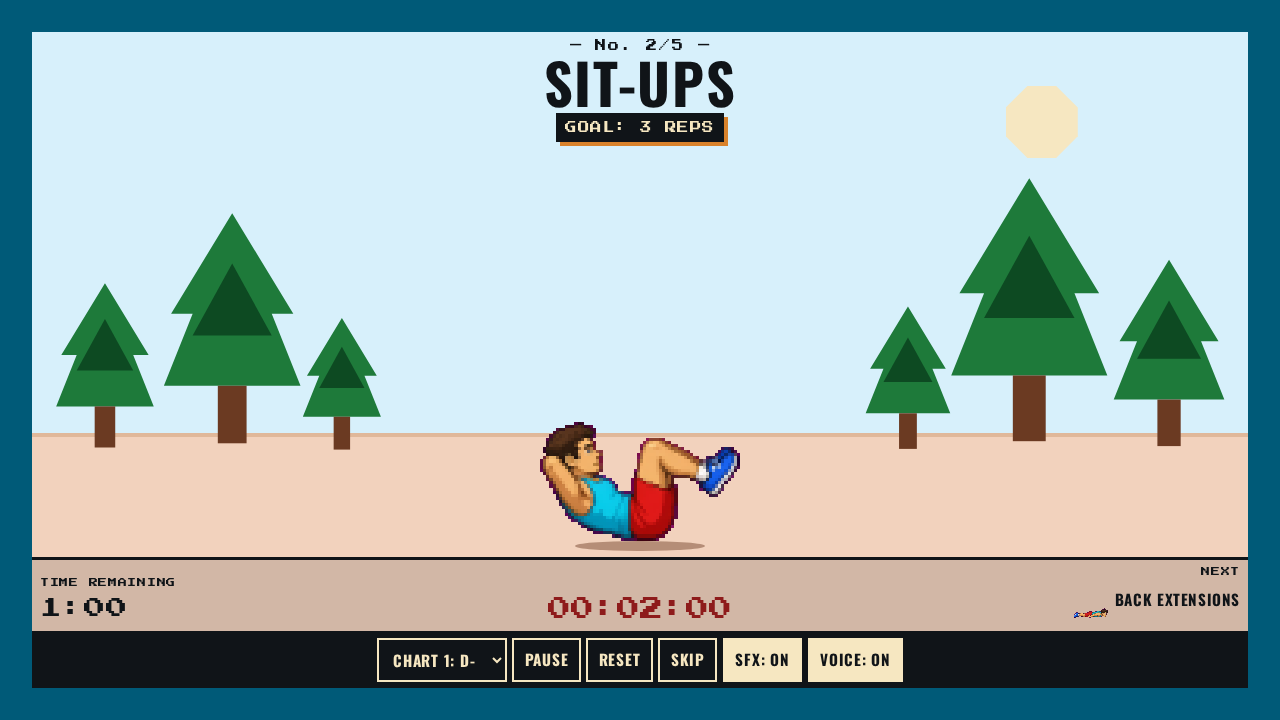 — No. 2/5 —
SIT-UPS
GOAL: 3 REPS
TIME REMAINING
1:00
00:02:00
NEXT
BACK EXTENSIONS
CHART 1: D-
PAUSE
RESET
SKIP
SFX: ON
VOICE: ON